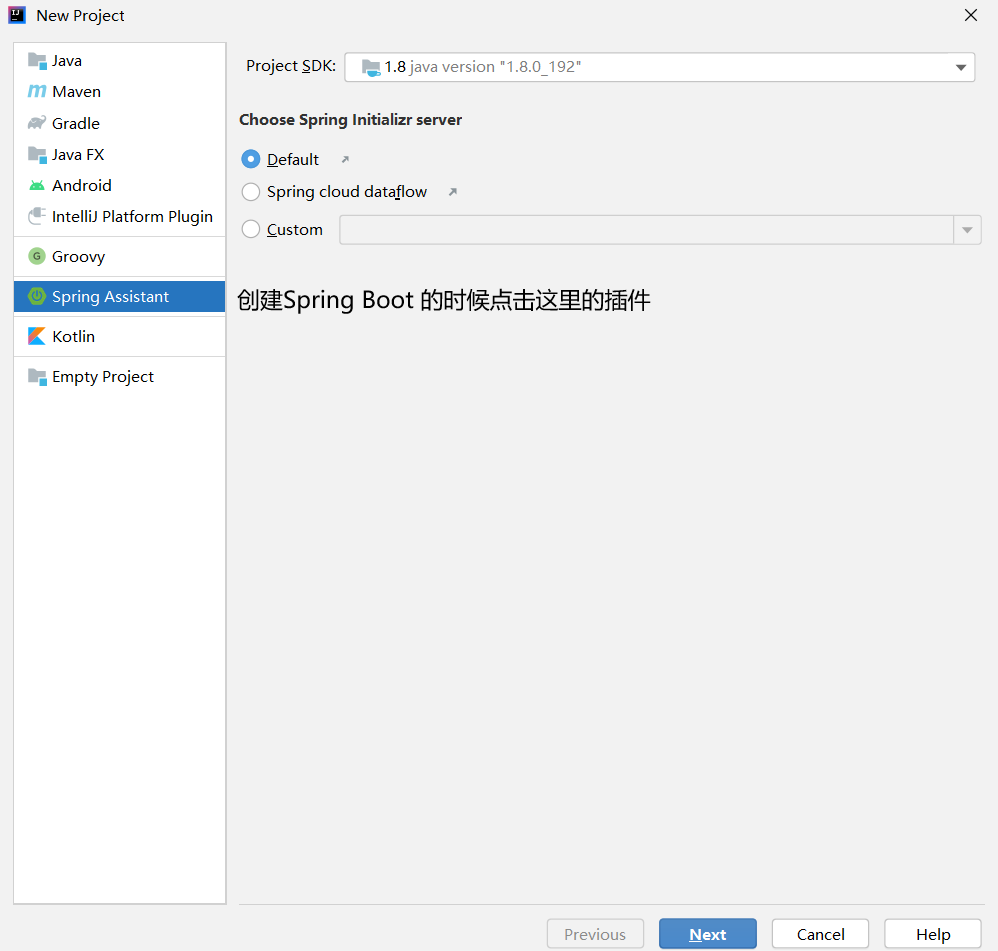 New Project
Java
Maven
Gradle
Java FX
Android
IntelliJ Platform Plugin
Groovy
Spring Assistant
Kotlin
Empty Project
Project SDK: 1.8 java version "1.8.0_192"
Choose Spring Initializr server
Default
Spring cloud dataflow
Custom
创建Spring Boot 的时候点击这里的插件
Previous Next Cancel Help